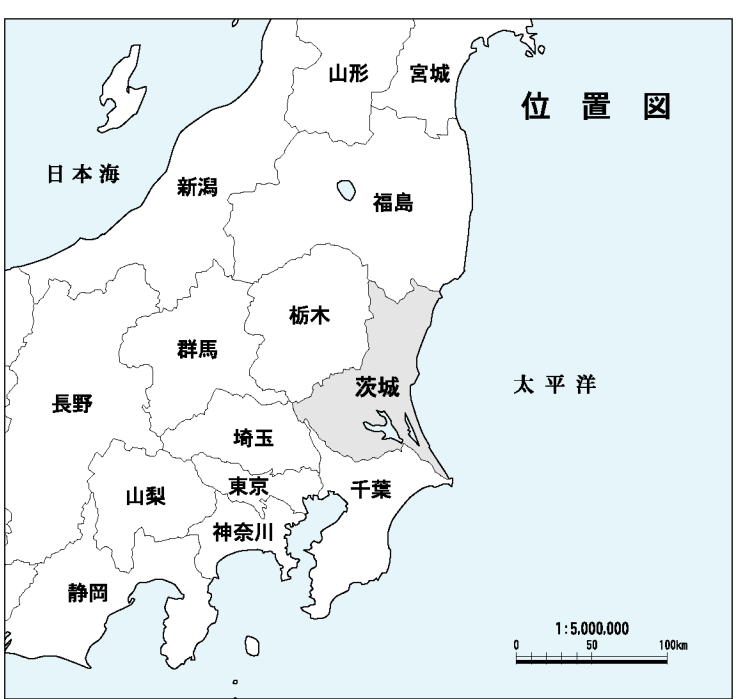 山形
宮城
位置図
日本海
新潟
福島
栃木
群馬
茨城
太平洋
長野
埼玉
東京
千葉
山梨
神奈川
静岡
1:5,000,000
0 50 100km